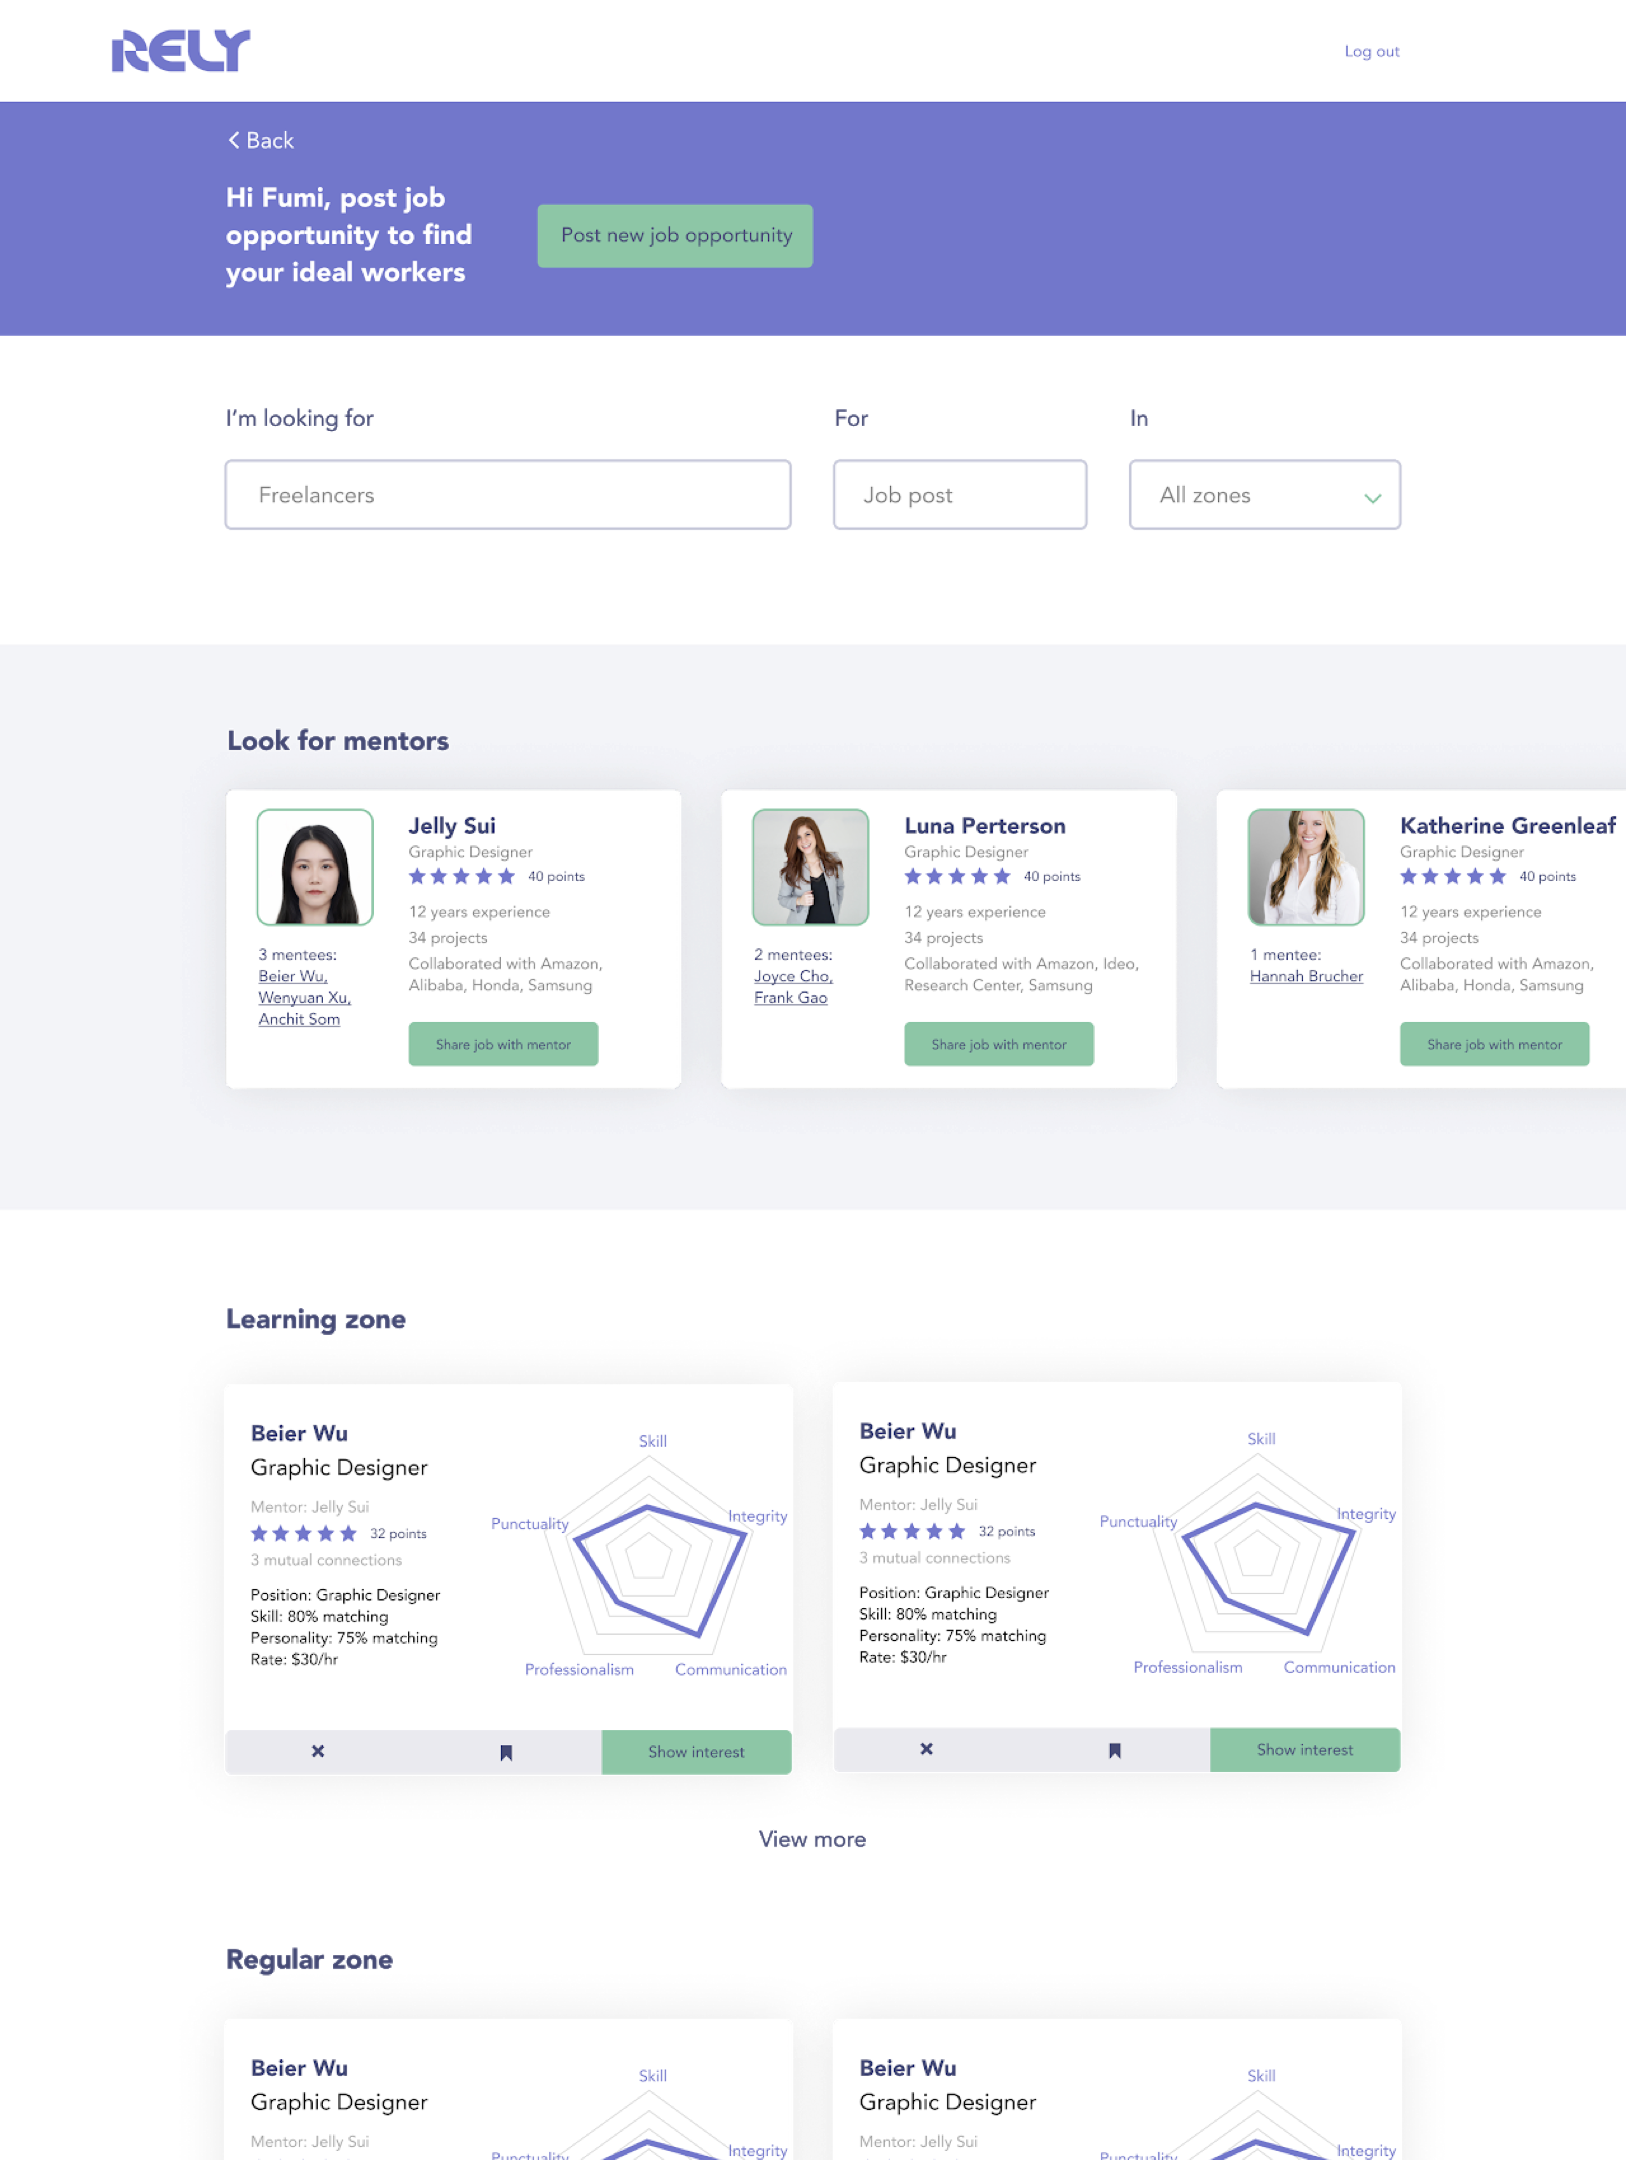 RELY
Log out
Back
Hi Fumi, post job
opportunity to find
your ideal workers
Post new job opportunity
I'm looking for
For
In
Freelancers
Job post
All zones
Look for mentors
Jelly Sui
Graphic Designer
40 points
12 years experience
34 projects
Collaborated with Amazon,
Alibaba, Honda, Samsung
3 mentees:
Beier Wu,
Wenyuan Xu,
Anchit Som
Share job with mentor
Luna Perterson
Graphic Designer
40 points
12 years experience
34 projects
Collaborated with Amazon, Ideo,
Research Center, Samsung
2 mentees:
Joyce Cho,
Frank Gao
Share job with mentor
Katherine Greenleaf
Graphic Designer
40 points
12 years experience
34 projects
Collaborated with Amazon,
Alibaba, Honda, Samsung
1 mentee:
Hannah Brucher
Share job with mentor
Learning zone
Beier Wu
Graphic Designer
Mentor: Jelly Sui
32 points
3 mutual connections
Position: Graphic Designer
Skill: 80% matching
Personality: 75% matching
Rate: $30/hr
Skill
Punctuality
Integrity
Professionalism
Communication
Show interest
Beier Wu
Graphic Designer
Mentor: Jelly Sui
32 points
3 mutual connections
Position: Graphic Designer
Skill: 80% matching
Personality: 75% matching
Rate: $30/hr
Skill
Punctuality
Integrity
Professionalism
Communication
Show interest
View more
Regular zone
Beier Wu
Graphic Designer
Mentor: Jelly Sui
Skill
Punctuality
Integrity
Beier Wu
Graphic Designer
Mentor: Jelly Sui
Skill
Punctuality
Integrity